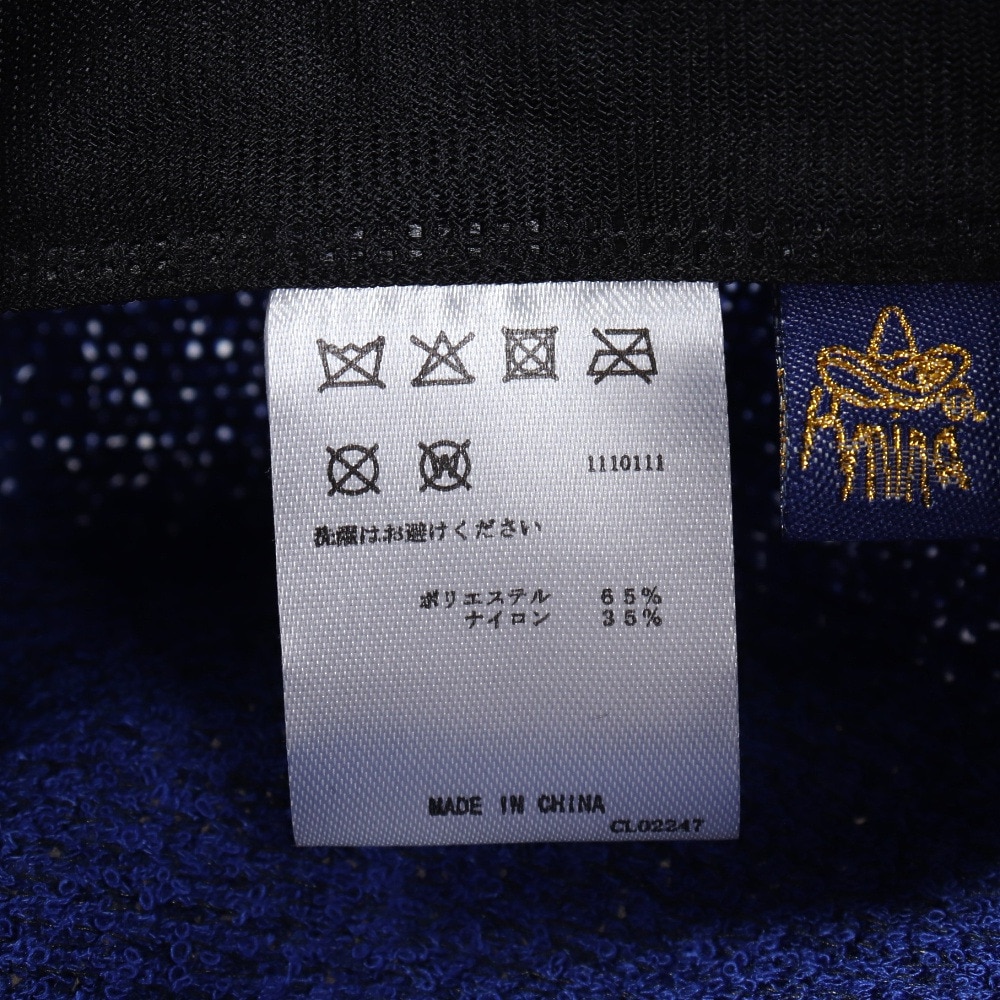 W
1110111
洗濯はお避けください
ポリエステル 65%
ナイロン 35%
MADE IN CHINA
CL02247